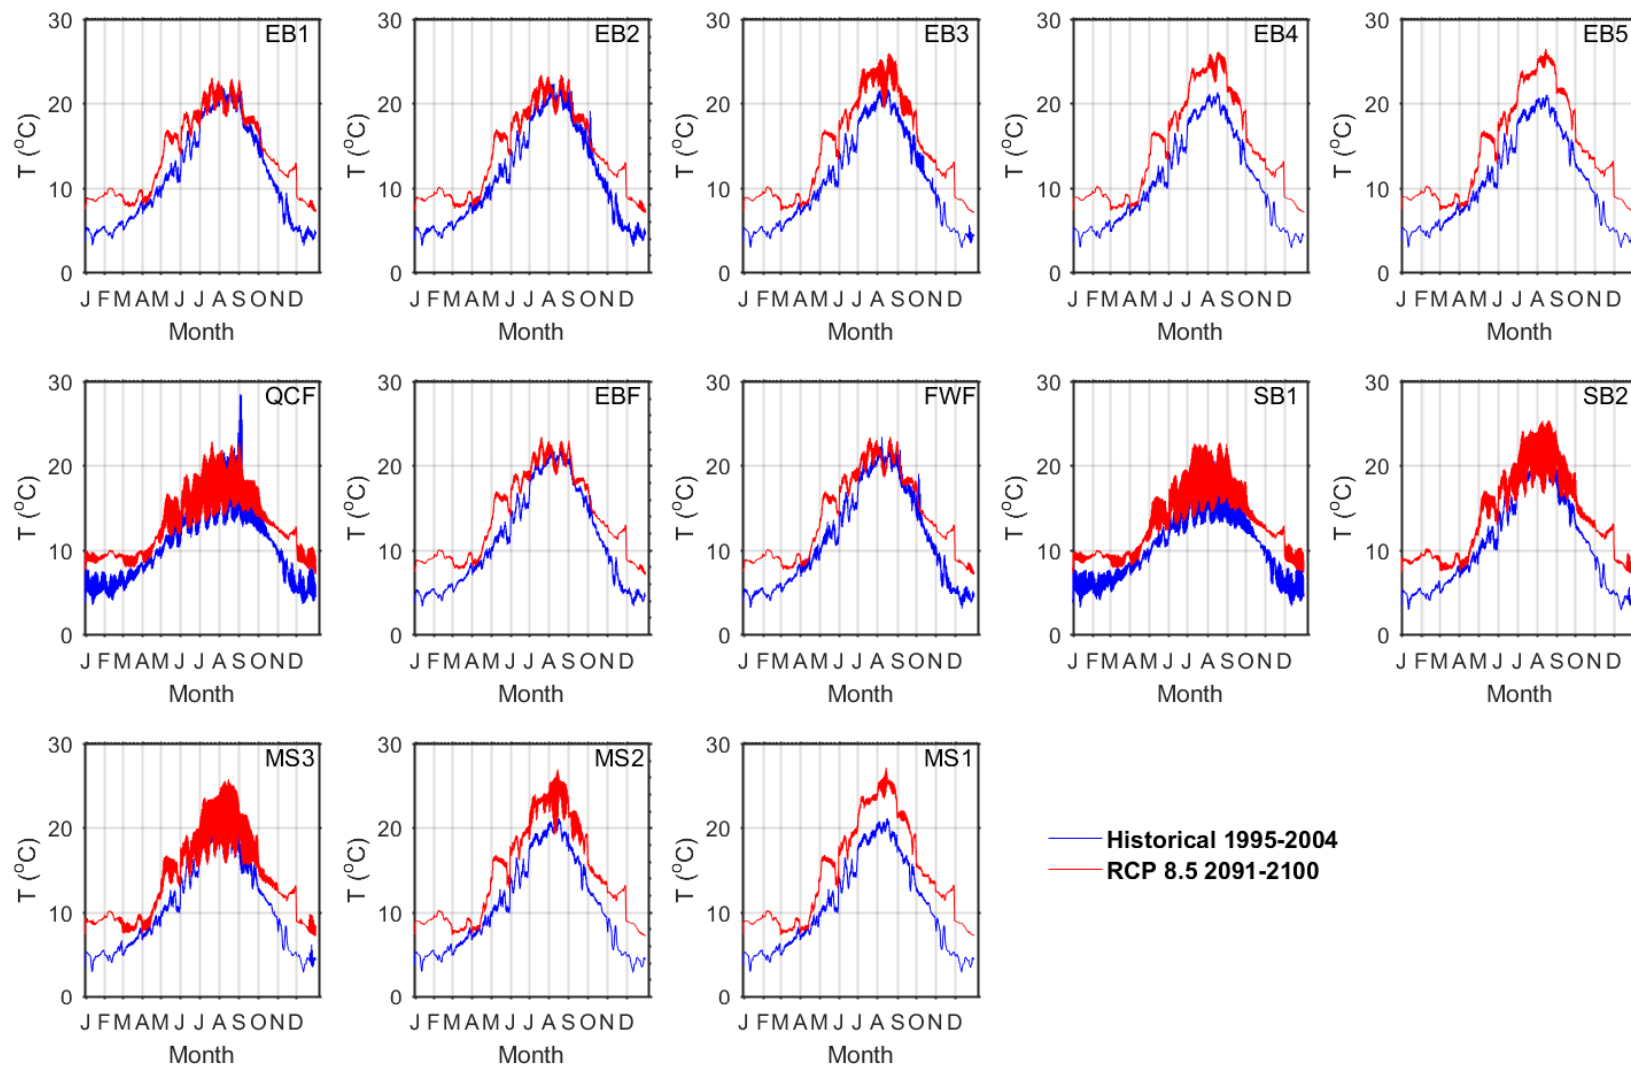 EB1
30
20
10
0
T (°C)
J F M A M J J A S O N D
Month
EB2
30
20
10
0
T (°C)
J F M A M J J A S O N D
Month
EB3
30
20
10
0
T (°C)
J F M A M J J A S O N D
Month
EB4
30
20
10
0
T (°C)
J F M A M J J A S O N D
Month
EB5
30
20
10
0
T (°C)
J F M A M J J A S O N D
Month
QCF
30
20
10
0
T (°C)
J F M A M J J A S O N D
Month
EBF
30
20
10
0
T (°C)
J F M A M J J A S O N D
Month
FWF
30
20
10
0
T (°C)
J F M A M J J A S O N D
Month
SB1
30
20
10
0
T (°C)
J F M A M J J A S O N D
Month
SB2
30
20
10
0
T (°C)
J F M A M J J A S O N D
Month
MS3
30
20
10
0
T (°C)
J F M A M J J A S O N D
Month
MS2
30
20
10
0
T (°C)
J F M A M J J A S O N D
Month
MS1
30
20
10
0
T (°C)
J F M A M J J A S O N D
Month
Historical 1995-2004
RCP 8.5 2091-2100